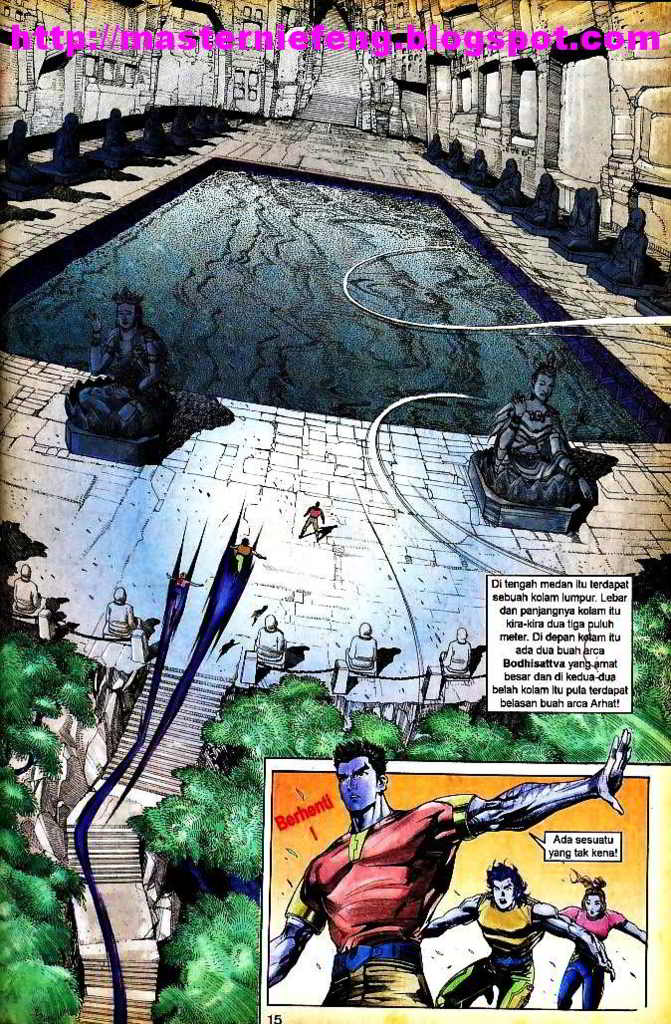 http://masterniefeng.blogspot.com
Di tengah medan itu terdapat
sebuah kolam lumpur. Lebar
dan panjangnya kolam itu
kira-kira dua tiga puluh
meter. Di depan kolam itu
ada dua buah arca
Bodhisattva yang amat
besar dan di kedua-dua
belah kolam itu pula terdapat
belasan buah arca Arhat!
Berhenti
!
Ada sesuatu
yang tak kena!
15